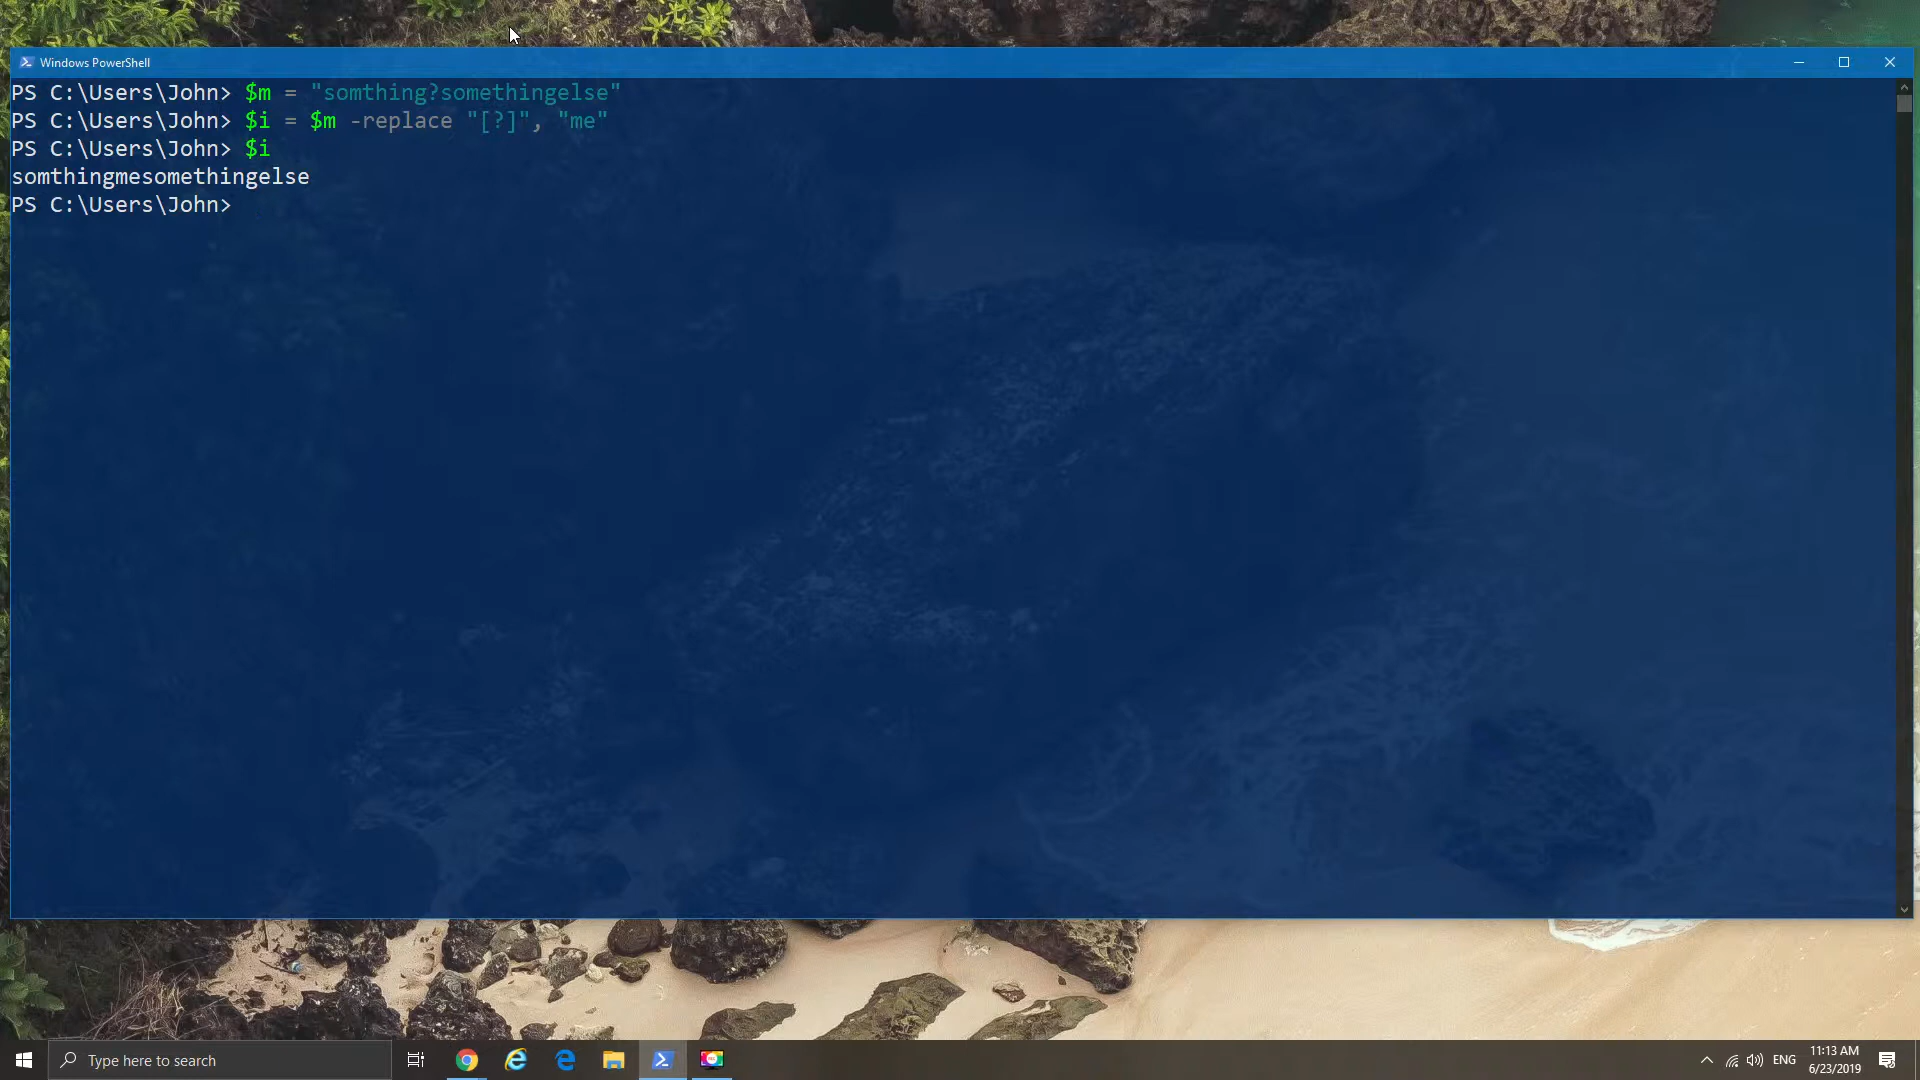 Windows PowerShell
PS C:\Users\John> $m = "somthing?somethingelse"
PS C:\Users\John> $i = $m -replace "[?]", "me"
PS C:\Users\John> $i
somthingmesomethingelse
PS C:\Users\John>
Type here to search
ENG
11:13 AM
6/23/2019